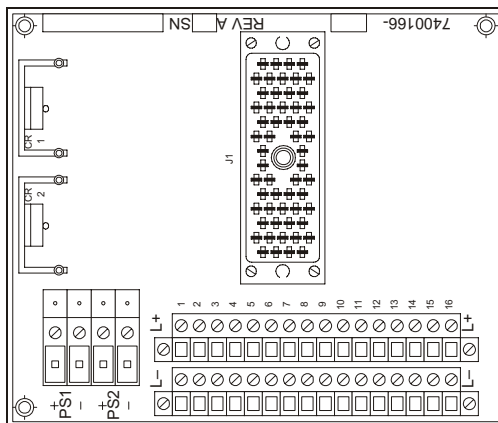 SN REV A 7400166-
J1
CR 1
CR 2
1 2 3 4 5 6 7 8 9 10 11 12 13 14 15 16
L+ L+
L- L-
+ - + -
PS1 PS2